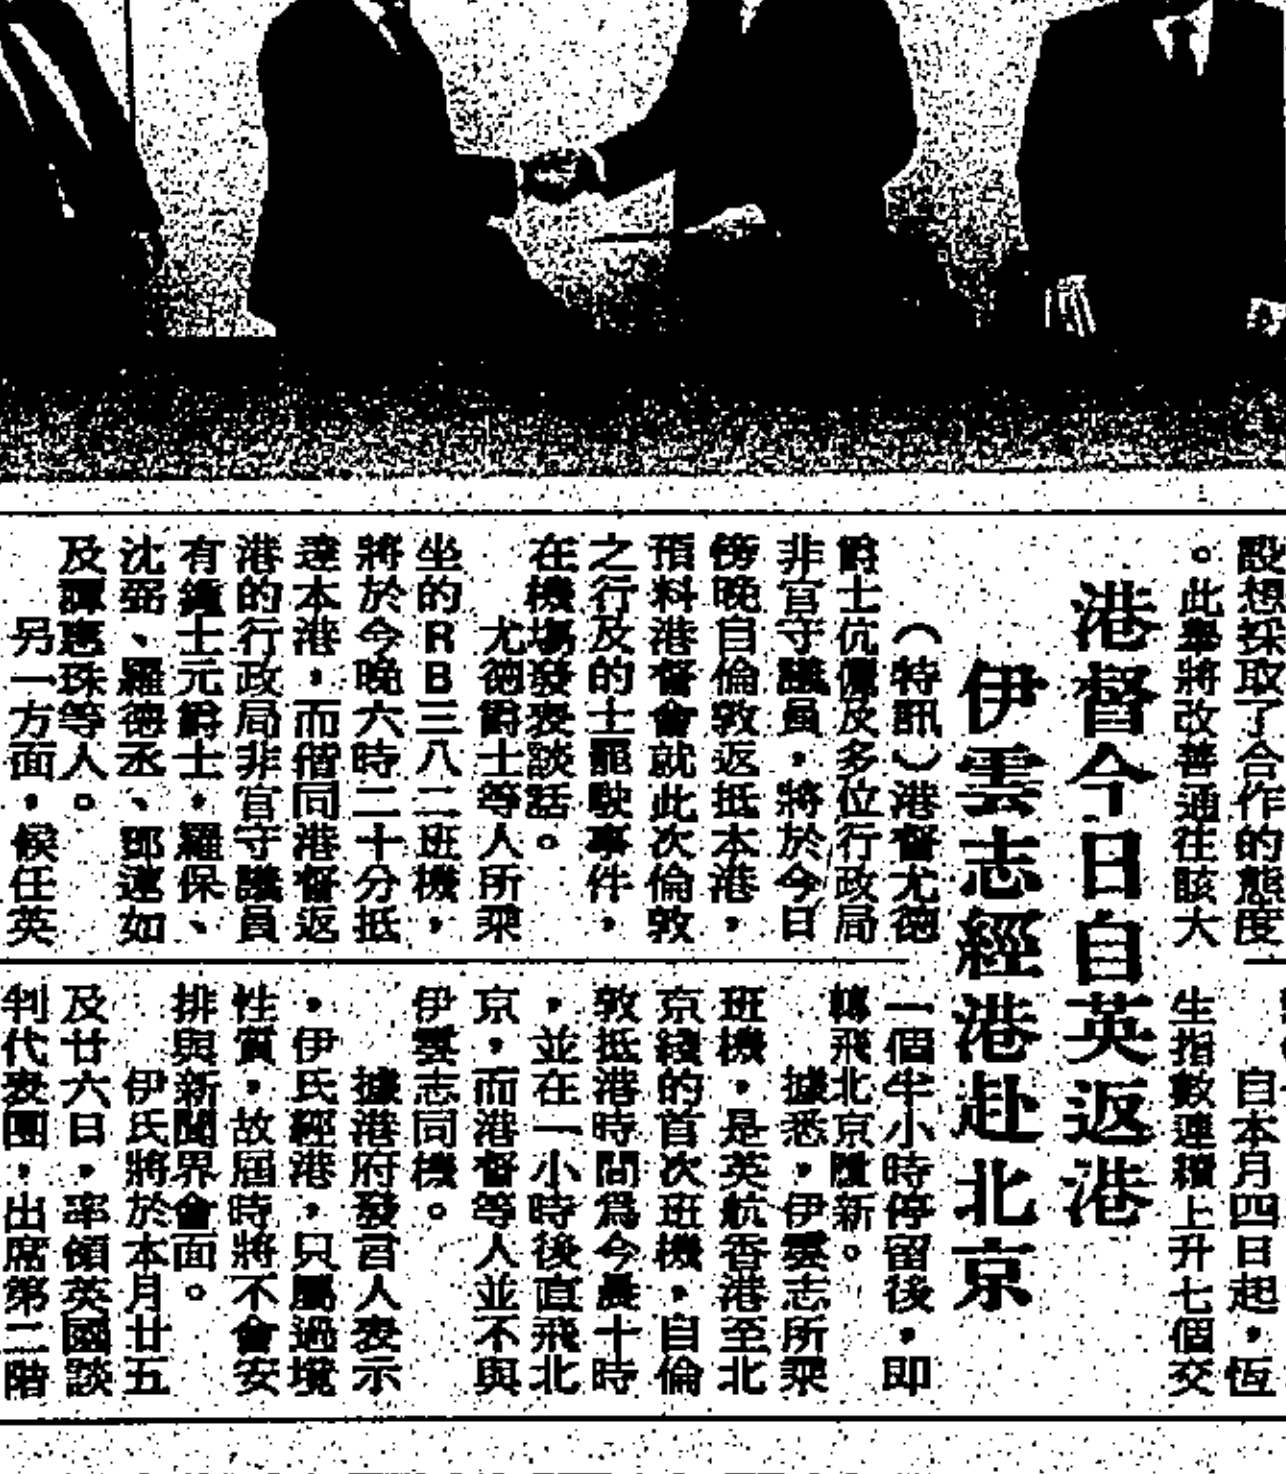 設想採取了合作的態度
。此舉將改善通往該大
自本月四日起，恆
生指數連續上升七個交
港督今日自英返港
伊雲志經港赴北京
（特訊）港督尤德
爵士伉儷及多位行政局
非官守議員，將於今日
傍晚自倫敦返抵本港，
預料港督會就此次倫敦
之行及的士罷駛事件，
在機場發表談話。
尤德爵士等人所乘
坐的RB三八二班機，
將於今晚六時二十分抵
達本港，而偕同港督返
港的行政局非官守議員
有鍾士元爵士，羅保、
沈弼、羅德丞、鄧蓮如
及譚惠珠等人。
另一方面，候任英
一個半小時停留後，即
轉飛北京履新。
據悉，伊雲志所乘
班機，是英航香港至北
京綫的首次班機，自倫
敦抵港時間爲今晨十時
，並在一小時後直飛北
京，而港督等人並不與
伊雲志同機。
據港府發言人表示
，伊氏經港，只屬過境
性質，故屆時將不會安
排與新聞界會面。
伊氏將於本月廿五
及廿六日，率領英國談
判代表團，出席第二階